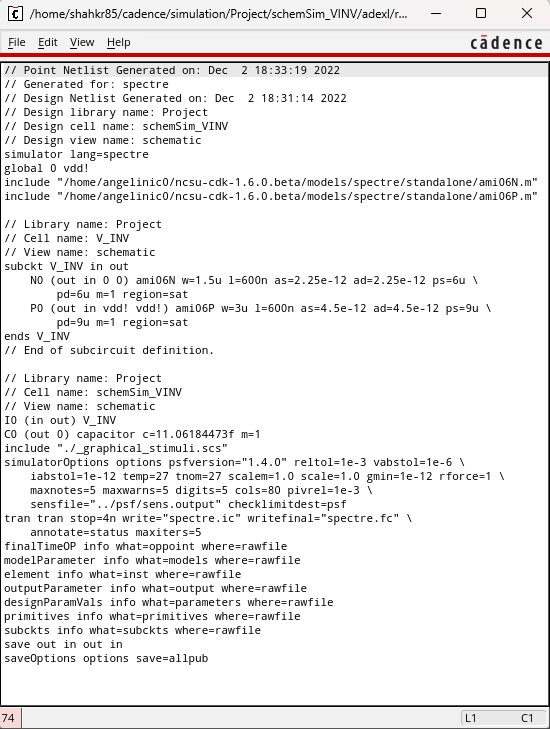 /home/shahkr85/cadence/simulation/Project/schemSim_VINV/adexl/r...
File Edit View Help
cādence
// Point Netlist Generated on: Dec  2 18:33:19 2022
// Generated for: spectre
// Design Netlist Generated on: Dec  2 18:31:14 2022
// Design library name: Project
// Design cell name: schemSim_VINV
// Design view name: schematic
simulator lang=spectre
global 0 vdd!
include "/home/angelinic0/ncsu-cdk-1.6.0.beta/models/spectre/standalone/ami06N.m"
include "/home/angelinic0/ncsu-cdk-1.6.0.beta/models/spectre/standalone/ami06P.m"

// Library name: Project
// Cell name: V_INV
// View name: schematic
subckt V_INV in out
    N0 (out in 0 0) ami06N w=1.5u l=600n as=2.25e-12 ad=2.25e-12 ps=6u \
        pd=6u m=1 region=sat
    P0 (out in vdd! vdd!) ami06P w=3u l=600n as=4.5e-12 ad=4.5e-12 ps=9u \
        pd=9u m=1 region=sat
ends V_INV
// End of subcircuit definition.

// Library name: Project
// Cell name: schemSim_VINV
// View name: schematic
I0 (in out) V_INV
C0 (out 0) capacitor c=11.06184473f m=1
include "./_graphical_stimuli.scs"
simulatorOptions options psfversion="1.4.0" reltol=1e-3 vabstol=1e-6 \
    iabstol=1e-12 temp=27 tnom=27 scalem=1.0 scale=1.0 gmin=1e-12 rforce=1 \
    maxnotes=5 maxwarns=5 digits=5 cols=80 pivrel=1e-3 \
    sensfile="../psf/sens.output" checklimitdest=psf
tran tran stop=4n write="spectre.ic" writefinal="spectre.fc" \
    annotate=status maxiters=5
finalTimeOP info what=oppoint where=rawfile
modelParameter info what=models where=rawfile
element info what=inst where=rawfile
outputParameter info what=output where=rawfile
designParamVals info what=parameters where=rawfile
primitives info what=primitives where=rawfile
subckts info what=subckts where=rawfile
save out in out in
saveOptions options save=allpub
74 L1 C1